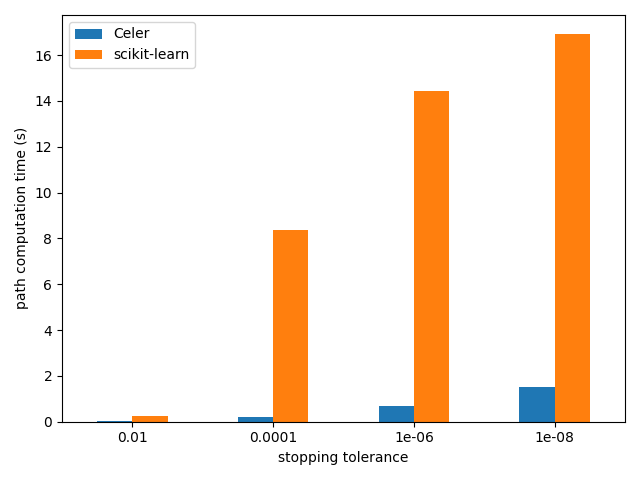 Celer
scikit-learn
path computation time (s)
16
14
12
10
8
6
4
2
0
0.01 0.0001 1e-06 1e-08
stopping tolerance